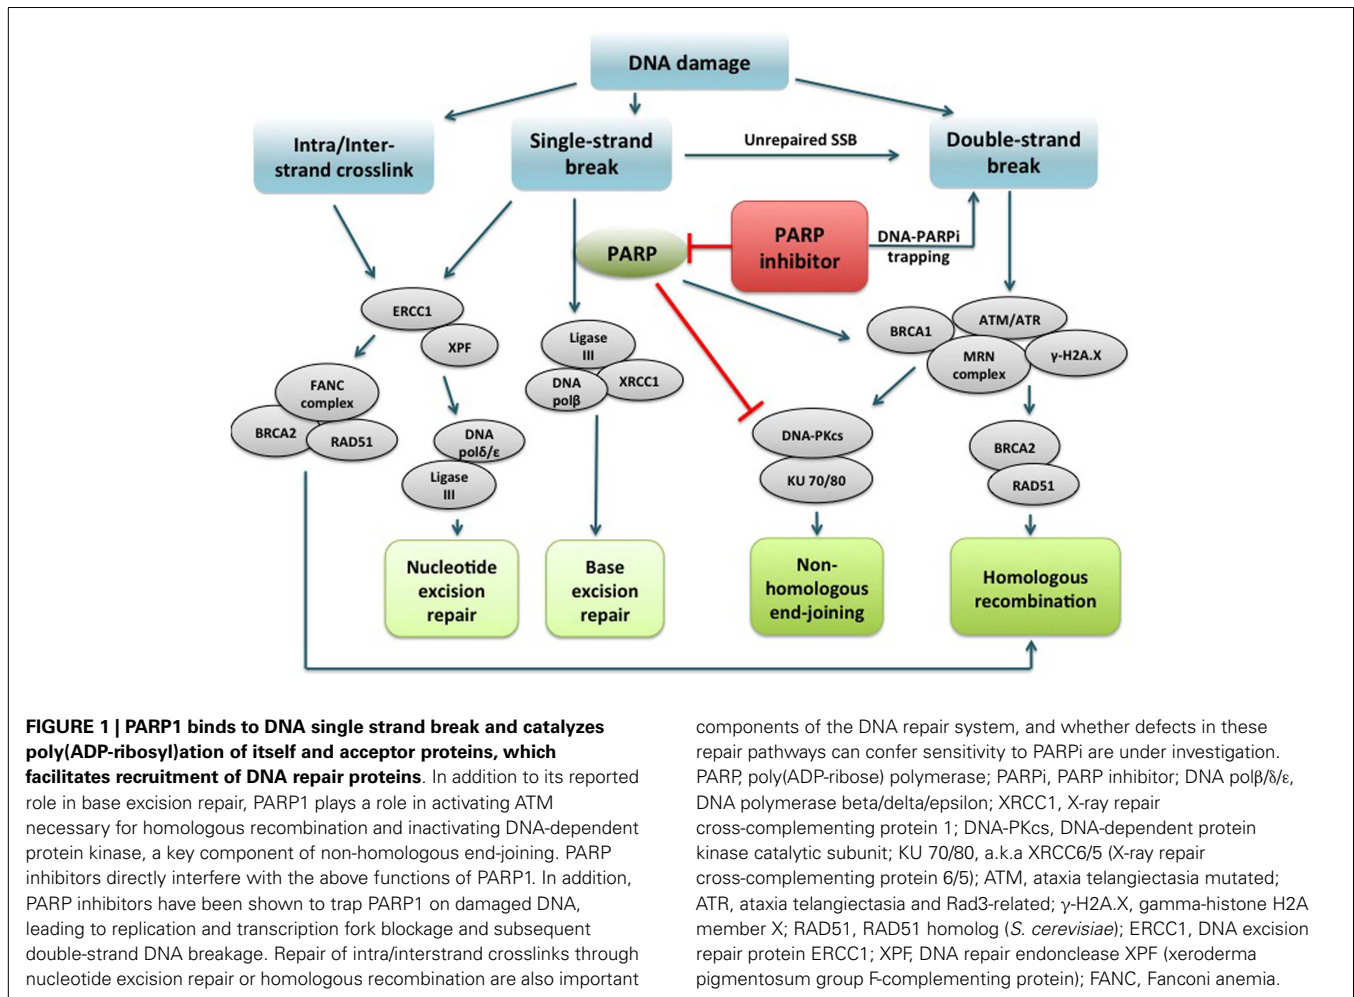 DNA damage
Intra/Inter-
strand crosslink
Single-strand
break
Unrepaired SSB
Double-strand
break
PARP
PARP
inhibitor
DNA-PARPi
trapping
ERCC1
XPF
Ligase
III
DNA
polβ
XRCC1
BRCA1
ATM/ATR
MRN
complex
γ-H2A.X
FANC
complex
BRCA2
RAD51
DNA
polδ/ε
Ligase
III
DNA-PKcs
KU 70/80
BRCA2
RAD51
Nucleotide
excision
repair
Base
excision
repair
Non-
homologous
end-joining
Homologous
recombination
FIGURE 1 | PARP1 binds to DNA single strand break and catalyzes
poly(ADP-ribosyl)ation of itself and acceptor proteins, which
facilitates recruitment of DNA repair proteins. In addition to its reported
role in base excision repair, PARP1 plays a role in activating ATM
necessary for homologous recombination and inactivating DNA-dependent
protein kinase, a key component of non-homologous end-joining. PARP
inhibitors directly interfere with the above functions of PARP1. In addition,
PARP inhibitors have been shown to trap PARP1 on damaged DNA,
leading to replication and transcription fork blockage and subsequent
double-strand DNA breakage. Repair of intra/interstrand crosslinks through
nucleotide excision repair or homologous recombination are also important
components of the DNA repair system, and whether defects in these
repair pathways can confer sensitivity to PARPi are under investigation.
PARP, poly(ADP-ribose) polymerase; PARPi, PARP inhibitor; DNA polβ/δ/ε,
DNA polymerase beta/delta/epsilon; XRCC1, X-ray repair
cross-complementing protein 1; DNA-PKcs, DNA-dependent protein
kinase catalytic subunit; KU 70/80, a.k.a XRCC6/5 (X-ray repair
cross-complementing protein 6/5); ATM, ataxia telangiectasia mutated;
ATR, ataxia telangiectasia and Rad3-related; γ-H2A.X, gamma-histone H2A
member X; RAD51, RAD51 homolog (S. cerevisiae); ERCC1, DNA excision
repair protein ERCC1; XPF, DNA repair endonclease XPF (xeroderma
pigmentosum group F-complementing protein); FANC, Fanconi anemia.